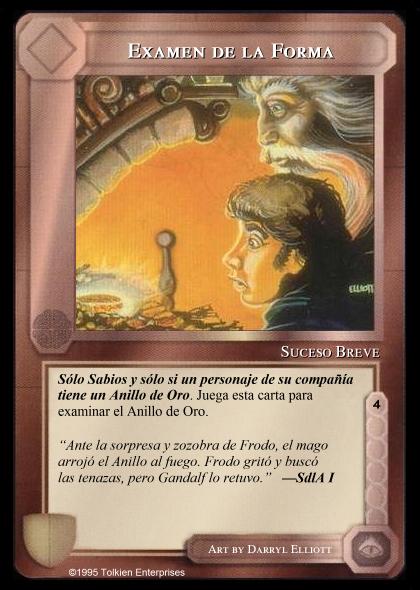 Examen de la Forma
ELLIOTT
Suceso Breve
Sólo Sabios y sólo si un personaje de su compañía
tiene un Anillo de Oro. Juega esta carta para
examinar el Anillo de Oro.
4
“Ante la sorpresa y zozobra de Frodo, el mago
arrojó el Anillo al fuego. Frodo gritó y buscó
las tenazas, pero Gandalf lo retuvo.” —SdlA I
Art by Darryl Elliott
©1995 Tolkien Enterprises